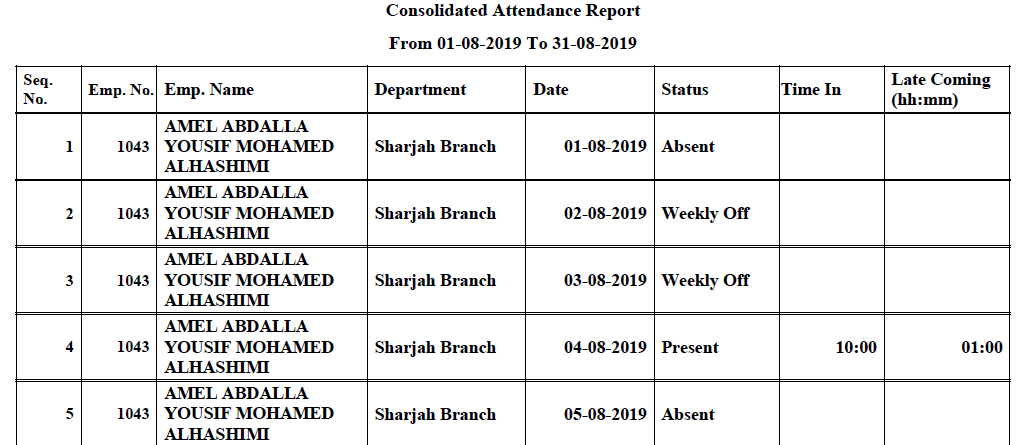 Consolidated Attendance Report
From 01-08-2019 To 31-08-2019
Seq. No. Emp. No. Emp. Name Department Date Status Time In Late Coming (hh:mm)
1 1043 AMEL ABDALLA YOUSIF MOHAMED ALHASHIMI Sharjah Branch 01-08-2019 Absent
2 1043 AMEL ABDALLA YOUSIF MOHAMED ALHASHIMI Sharjah Branch 02-08-2019 Weekly Off
3 1043 AMEL ABDALLA YOUSIF MOHAMED ALHASHIMI Sharjah Branch 03-08-2019 Weekly Off
4 1043 AMEL ABDALLA YOUSIF MOHAMED ALHASHIMI Sharjah Branch 04-08-2019 Present 10:00 01:00
5 1043 AMEL ABDALLA YOUSIF MOHAMED ALHASHIMI Sharjah Branch 05-08-2019 Absent